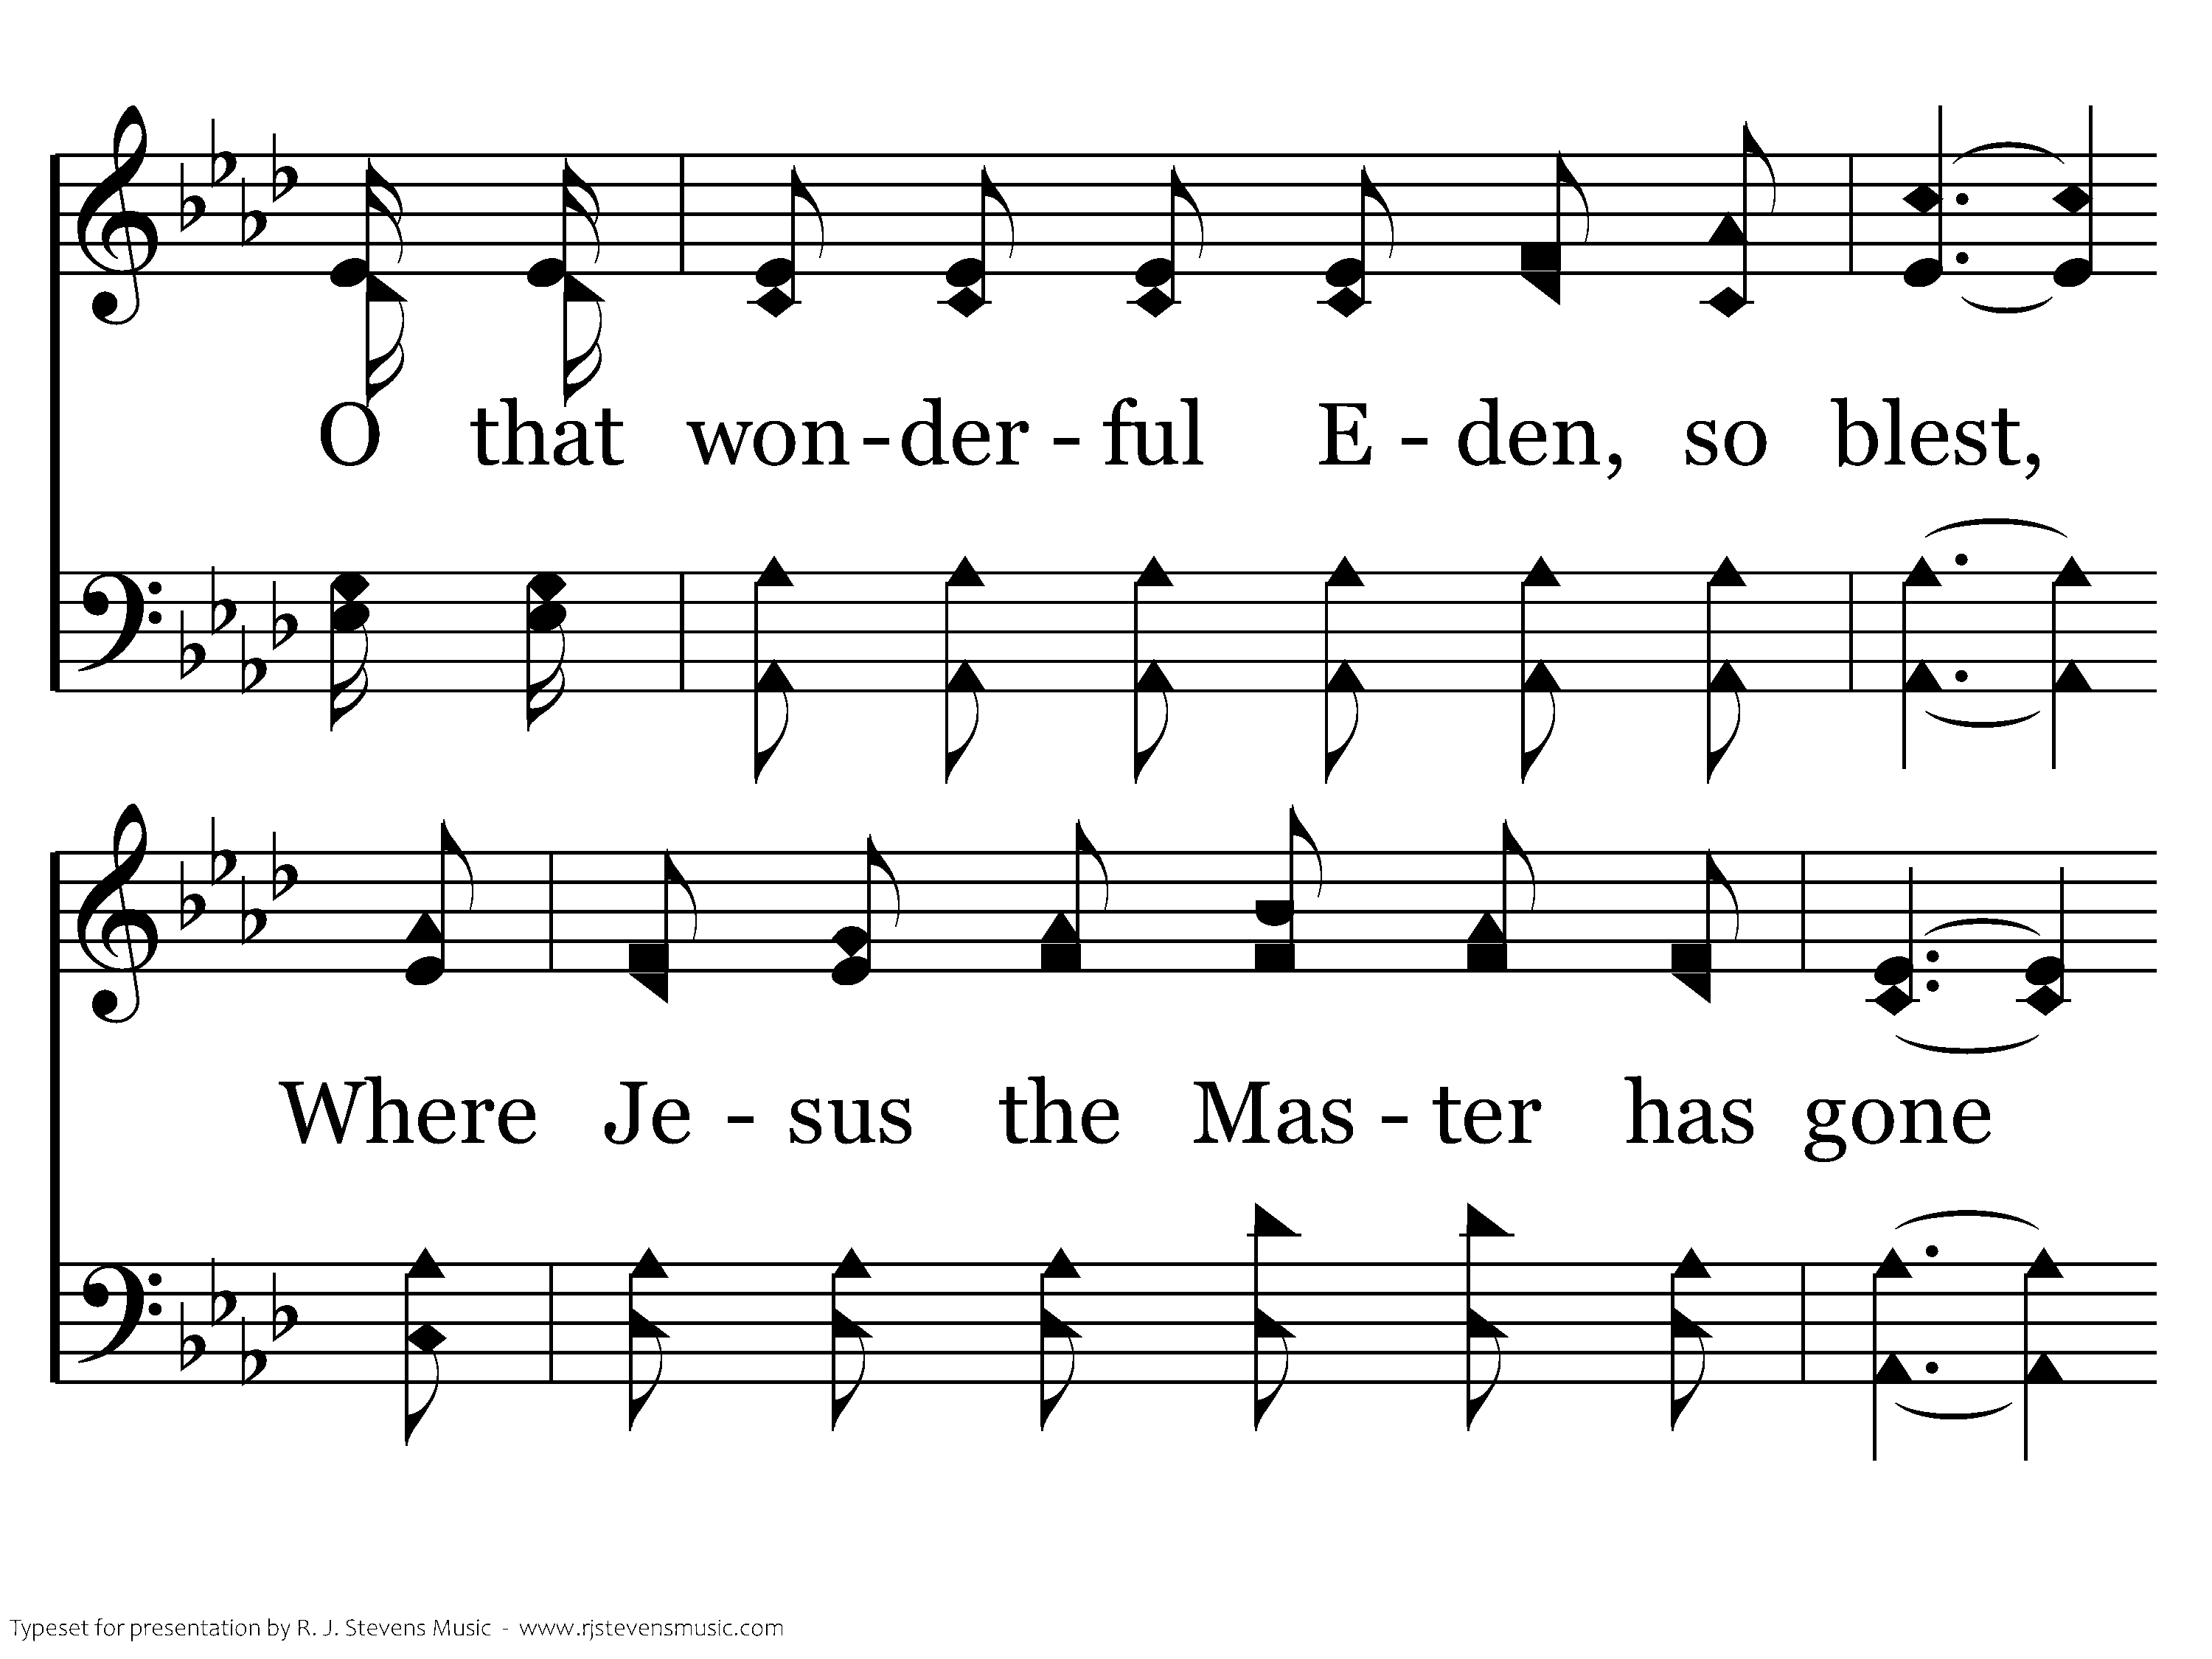 O that won-der-ful E-den, so blest,
Where Je-sus the Mas-ter has gone
Typeset for presentation by R. J. Stevens Music - www.rjstevensmusic.com